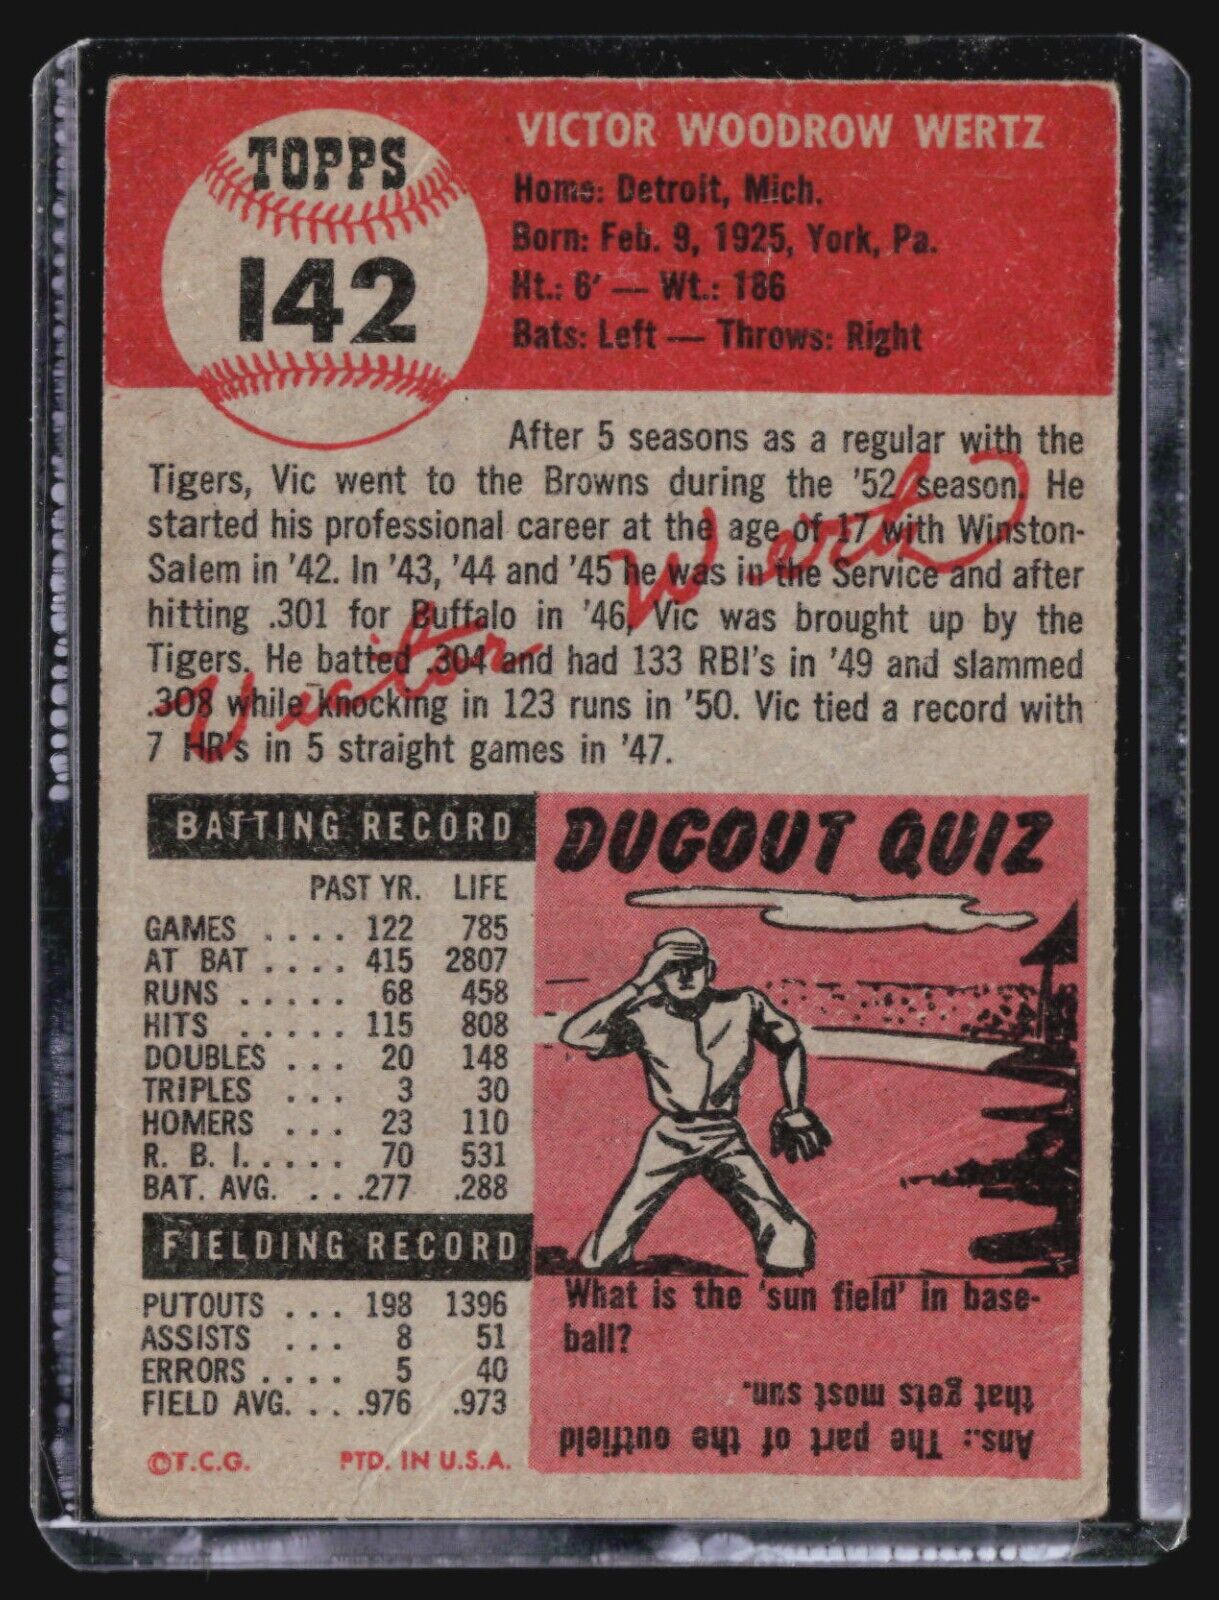 TOPPS
142
VICTOR WOODROW WERTZ
Home: Detroit, Mich.
Born: Feb. 9, 1925, York, Pa.
Ht.: 6' — Wt.: 186
Bats: Left — Throws: Right
After 5 seasons as a regular with the
Tigers, Vic went to the Browns during the '52 season. He
started his professional career at the age of 17 with Winston-
Salem in '42. In '43, '44 and '45 he was in the Service and after
hitting .301 for Buffalo in '46, Vic was brought up by the
Tigers. He batted .304 and had 133 RBI's in '49 and slammed
.308 while knocking in 123 runs in '50. Vic tied a record with
7 HR's in 5 straight games in '47.
Victor Wertz
BATTING RECORD
PAST YR. LIFE
GAMES .... 122 785
AT BAT .... 415 2807
RUNS ..... 68 458
HITS ..... 115 808
DOUBLES ... 20 148
TRIPLES ... 3 30
HOMERS ... 23 110
R. B. I. .... 70 531
BAT. AVG. ... .277 .288
FIELDING RECORD
PUTOUTS ... 198 1396
ASSISTS ... 8 51
ERRORS .... 5 40
FIELD AVG. ... .976 .973
©T.C.G. PTD. IN U.S.A.
DUGOUT QUIZ
What is the 'sun field' in base-
ball?
Ans.: The part of the outfield
that gets most sun.